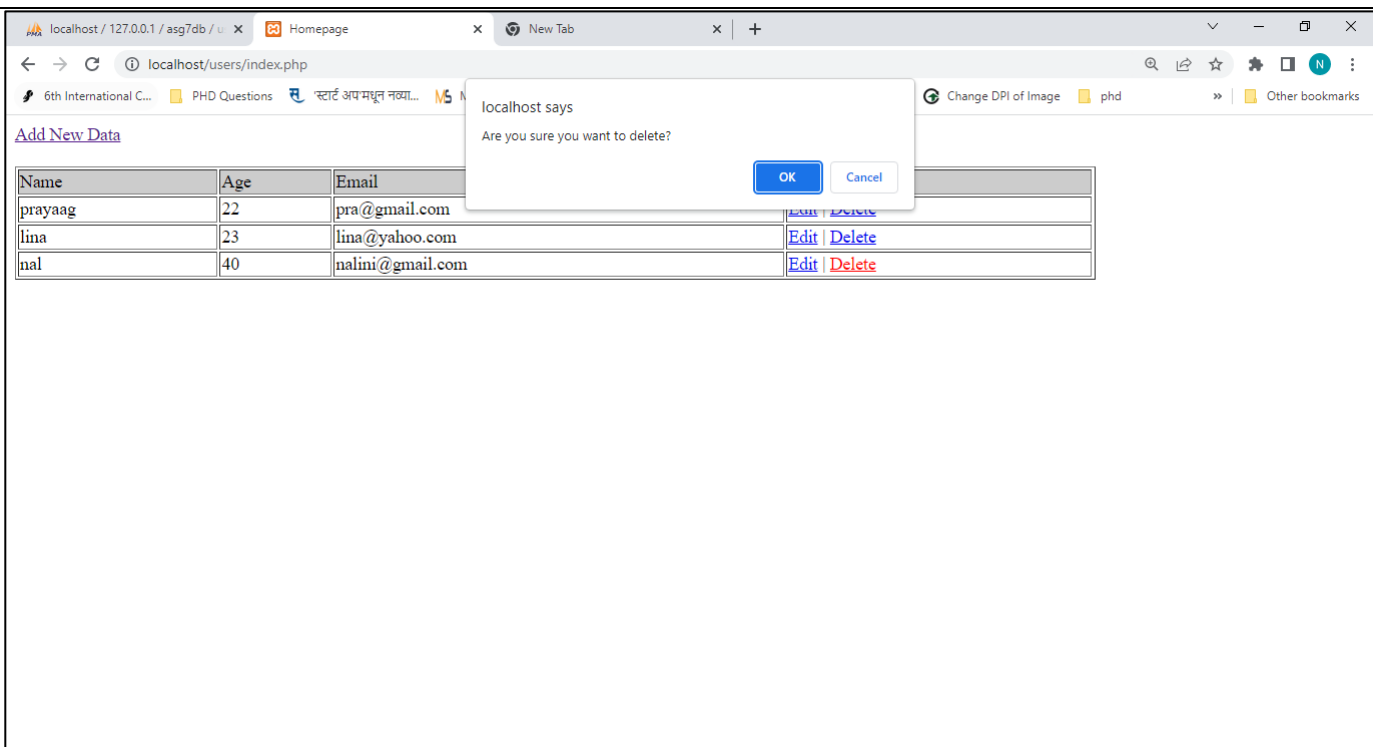 localhost / 127.0.0.1 / asg7db / u
Homepage
New Tab
localhost/users/index.php
6th International C...
PHD Questions
'स्टार्ट अप'मधून नव्या...
Change DPI of Image
phd
Other bookmarks
localhost says
Are you sure you want to delete?
OK Cancel
Add New Data
Name Age Email
prayaag 22 pra@gmail.com Edit | Delete
lina 23 lina@yahoo.com Edit | Delete
nal 40 nalini@gmail.com Edit | Delete